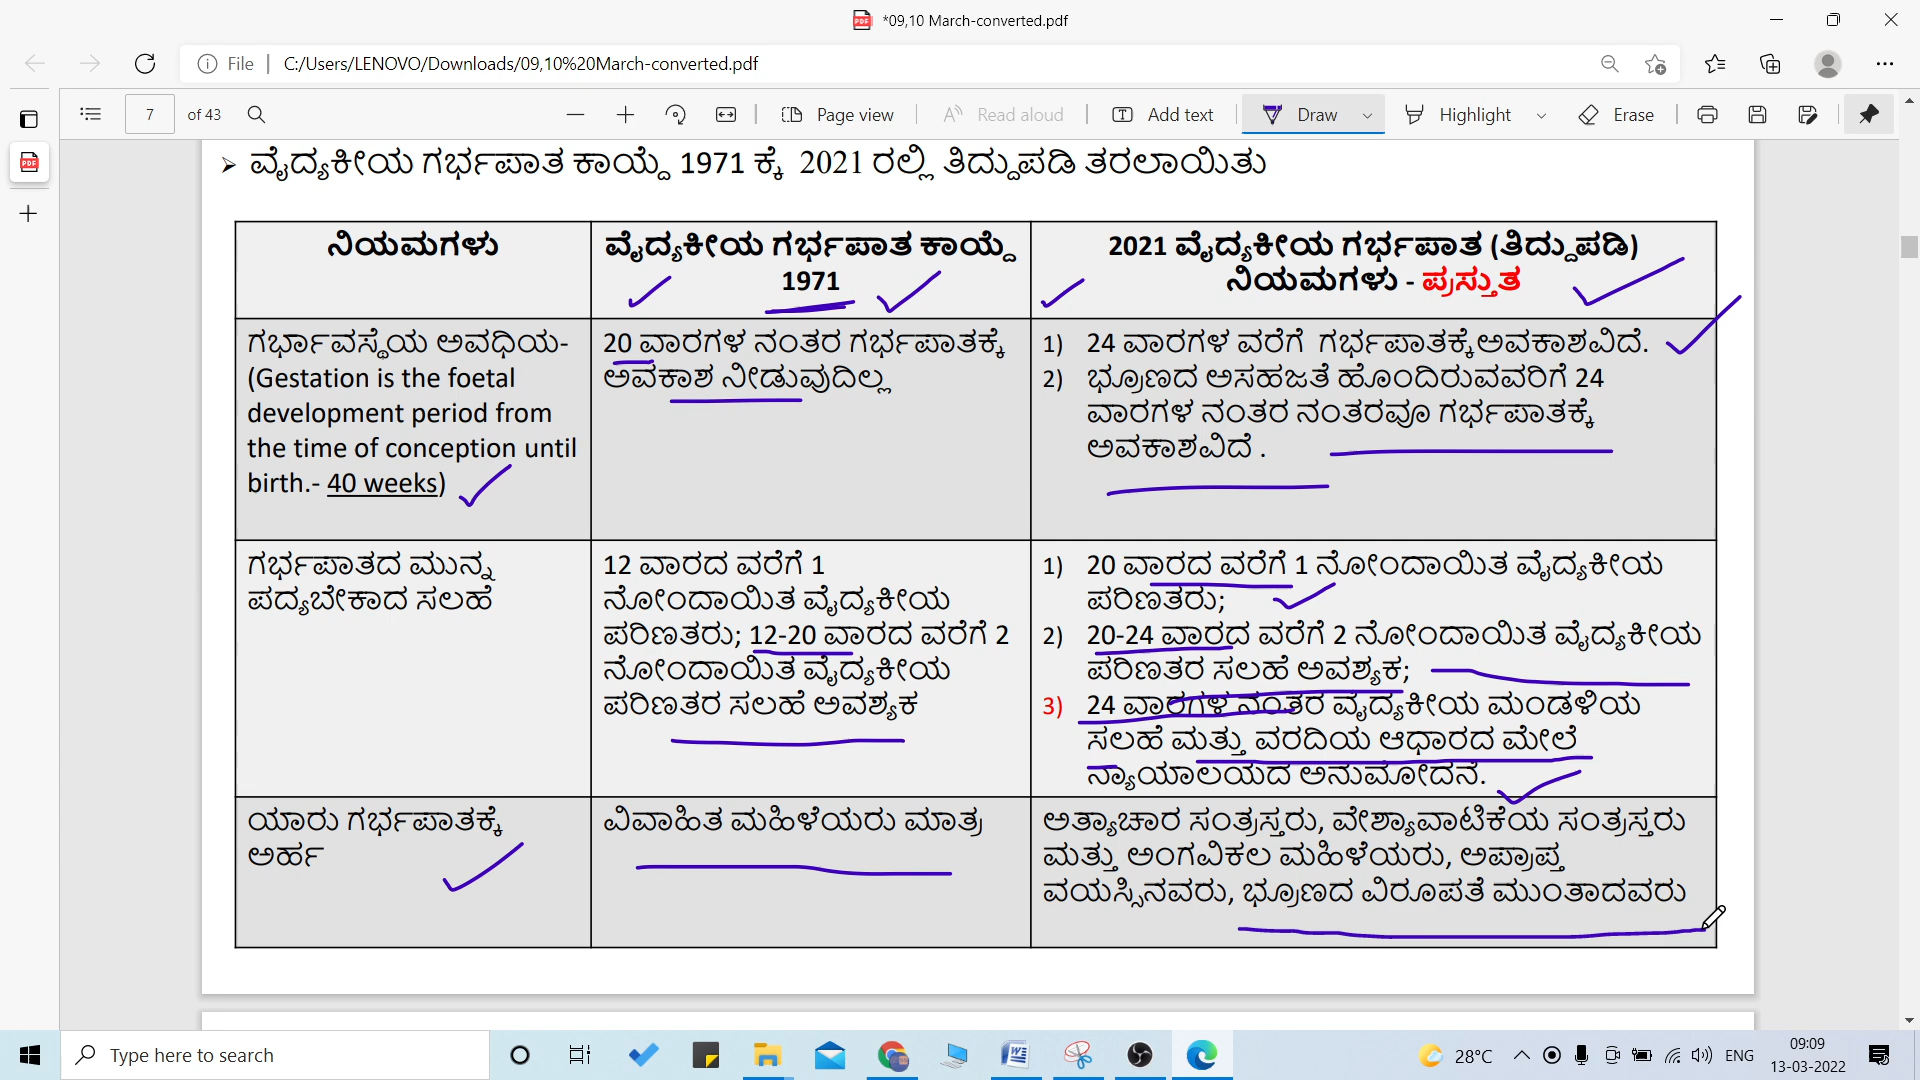 *09,10 March-converted.pdf
File
C:/Users/LENOVO/Downloads/09,10%20March-converted.pdf
7 of 43
Page view
Read aloud
Add text
Draw
Highlight
Erase
➢ ವೈದ್ಯಕೀಯ ಗರ್ಭಪಾತ ಕಾಯ್ದೆ 1971 ಕ್ಕೆ 2021 ರಲ್ಲಿ ತಿದ್ದುಪಡಿ ತರಲಾಯಿತು
ನಿಯಮಗಳು
ವೈದ್ಯಕೀಯ ಗರ್ಭಪಾತ ಕಾಯ್ದೆ
1971
2021 ವೈದ್ಯಕೀಯ ಗರ್ಭಪಾತ (ತಿದ್ದುಪಡಿ)
ನಿಯಮಗಳು - ಪ್ರಸ್ತುತ
ಗರ್ಭಾವಸ್ಥೆಯ ಅವಧಿಯ-
(Gestation is the foetal
development period from
the time of conception until
birth.- 40 weeks)
20 ವಾರಗಳ ನಂತರ ಗರ್ಭಪಾತಕ್ಕೆ
ಅವಕಾಶ ನೀಡುವುದಿಲ್ಲ
1) 24 ವಾರಗಳ ವರೆಗೆ ಗರ್ಭಪಾತಕ್ಕೆಅವಕಾಶವಿದೆ.
2) ಭ್ರೂಣದ ಅಸಹಜತೆ ಹೊಂದಿರುವವರಿಗೆ 24
ವಾರಗಳ ನಂತರ ನಂತರವೂ ಗರ್ಭಪಾತಕ್ಕೆ
ಅವಕಾಶವಿದೆ .
ಗರ್ಭಪಾತದ ಮುನ್ನ
ಪದ್ಯಬೇಕಾದ ಸಲಹೆ
12 ವಾರದ ವರೆಗೆ 1
ನೋಂದಾಯಿತ ವೈದ್ಯಕೀಯ
ಪರಿಣತರು; 12-20 ವಾರದ ವರೆಗೆ 2
ನೋಂದಾಯಿತ ವೈದ್ಯಕೀಯ
ಪರಿಣತರ ಸಲಹೆ ಅವಶ್ಯಕ
1) 20 ವಾರದ ವರೆಗೆ 1 ನೋಂದಾಯಿತ ವೈದ್ಯಕೀಯ
ಪರಿಣತರು;
2) 20-24 ವಾರದ ವರೆಗೆ 2 ನೋಂದಾಯಿತ ವೈದ್ಯಕೀಯ
ಪರಿಣತರ ಸಲಹೆ ಅವಶ್ಯಕ;
3) 24 ವಾರಗಳ ನಂತರ ವೈದ್ಯಕೀಯ ಮಂಡಳಿಯ
ಸಲಹೆ ಮತ್ತು ವರದಿಯ ಆಧಾರದ ಮೇಲೆ
ನ್ಯಾಯಾಲಯದ ಅನುಮೋದನೆ.
ಯಾರು ಗರ್ಭಪಾತಕ್ಕೆ
ಅರ್ಹ
ವಿವಾಹಿತ ಮಹಿಳೆಯರು ಮಾತ್ರ
ಅತ್ಯಾಚಾರ ಸಂತ್ರಸ್ತರು, ವೇಶ್ಯಾವಾಟಿಕೆಯ ಸಂತ್ರಸ್ತರು
ಮತ್ತು ಅಂಗವಿಕಲ ಮಹಿಳೆಯರು, ಅಪ್ರಾಪ್ತ
ವಯಸ್ಸಿನವರು, ಭ್ರೂಣದ ವಿರೂಪತೆ ಮುಂತಾದವರು
Type here to search
28°C
ENG
09:09
13-03-2022